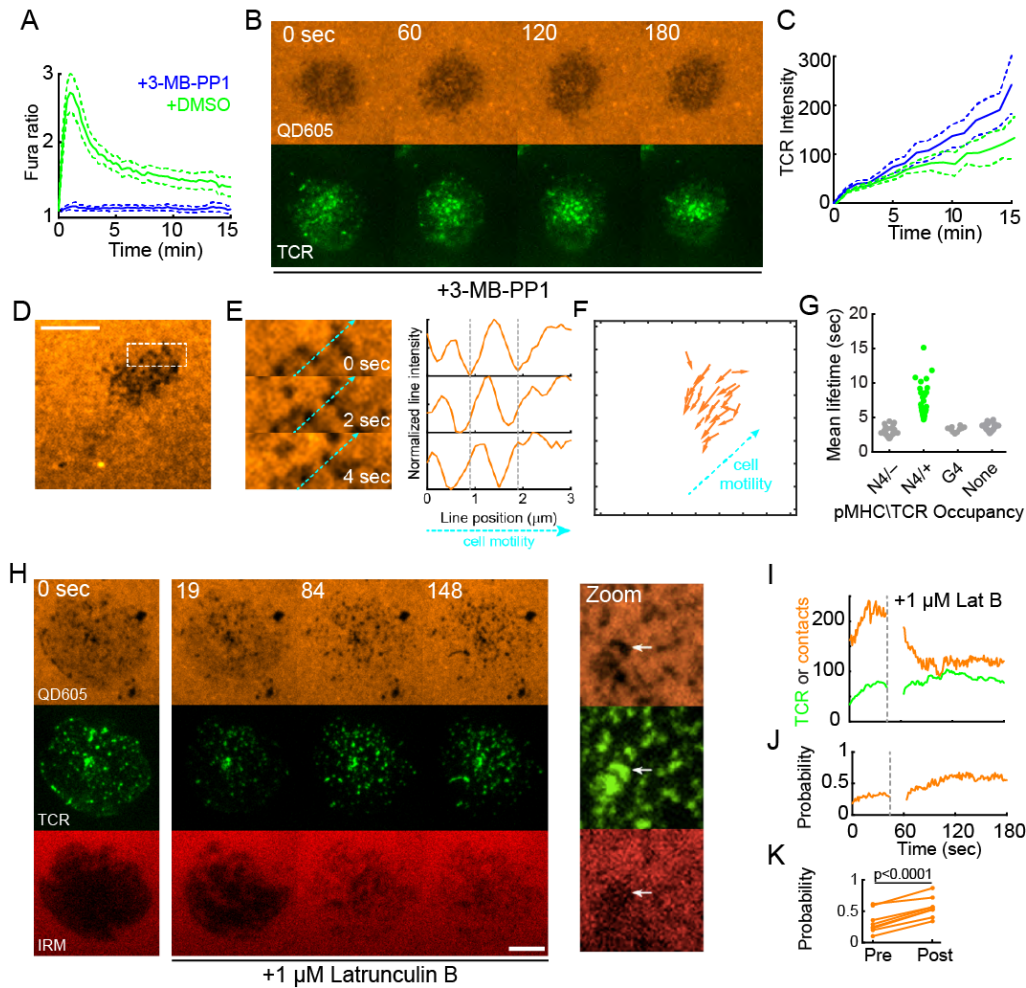 A
3
2
1
Fura ratio
+3-MB-PP1
+DMSO
0
5
10
15
Time (min)
B
0 sec
60
120
180
QD605
TCR
+3-MB-PP1
C
300
200
100
0
TCR Intensity
0
5
10
15
Time (min)
D
E
0 sec
2 sec
4 sec
Normalized line intensity
0
1
2
3
Line position (μm)
cell motility
F
cell
motility
G
Mean lifetime (sec)
20
15
10
5
0
N4/–
N4/+
G4
None
pMHC\TCR Occupancy
H
0 sec
19
84
148
QD605
TCR
IRM
+1 μM Latrunculin B
Zoom
I
+1 μM Lat B
TCR or contacts
200
100
0
J
Probability
1
0.5
0
0
60
120
180
Time (sec)
K
p<0.0001
Probability
1
0.5
0
Pre
Post